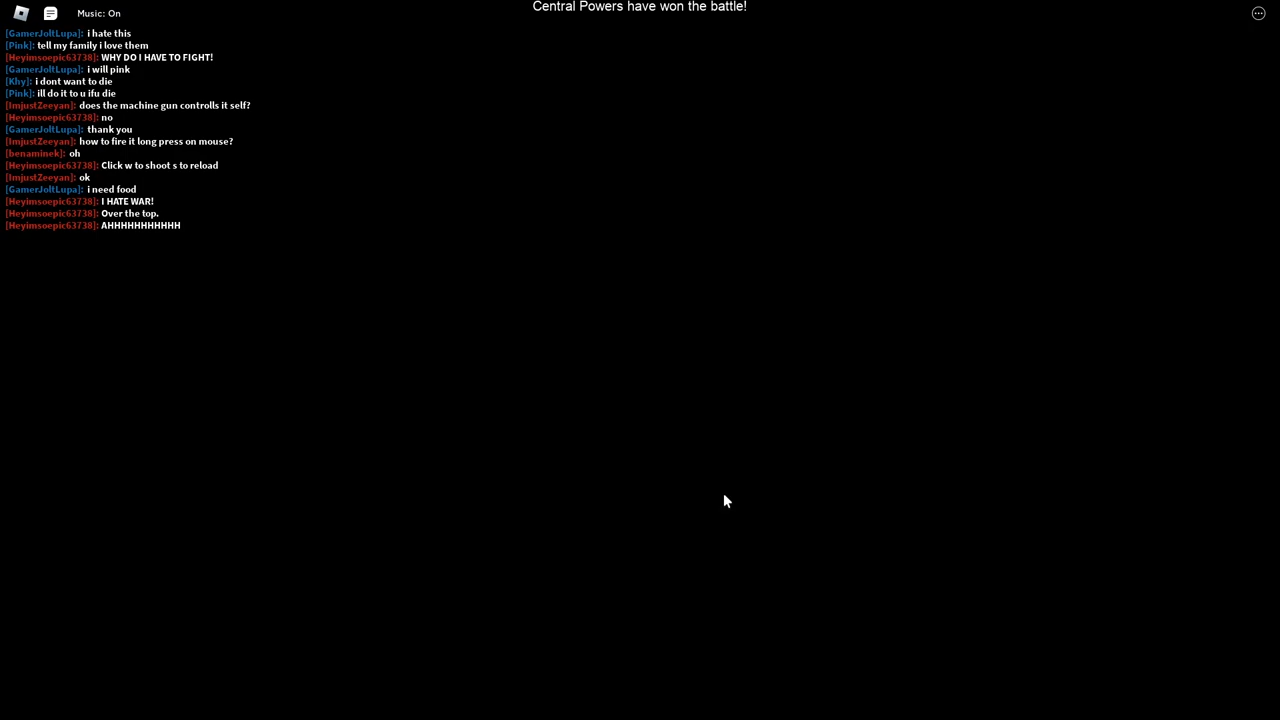 Central Powers have won the battle!
Music: On
[GamerJoltLupa]: i hate this
[Pink]: tell my family i love them
[Heyimsoepic63738]: WHY DO I HAVE TO FIGHT!
[GamerJoltLupa]: i will pink
[Khy]: i dont want to die
[Pink]: ill do it to u ifu die
[ImjustZeeyan]: does the machine gun controlls it self?
[Heyimsoepic63738]: no
[GamerJoltLupa]: thank you
[ImjustZeeyan]: how to fire it long press on mouse?
[benaminek]: oh
[Heyimsoepic63738]: Click w to shoot s to reload
[ImjustZeeyan]: ok
[GamerJoltLupa]: i need food
[Heyimsoepic63738]: I HATE WAR!
[Heyimsoepic63738]: Over the top.
[Heyimsoepic63738]: AHHHHHHHHHHH